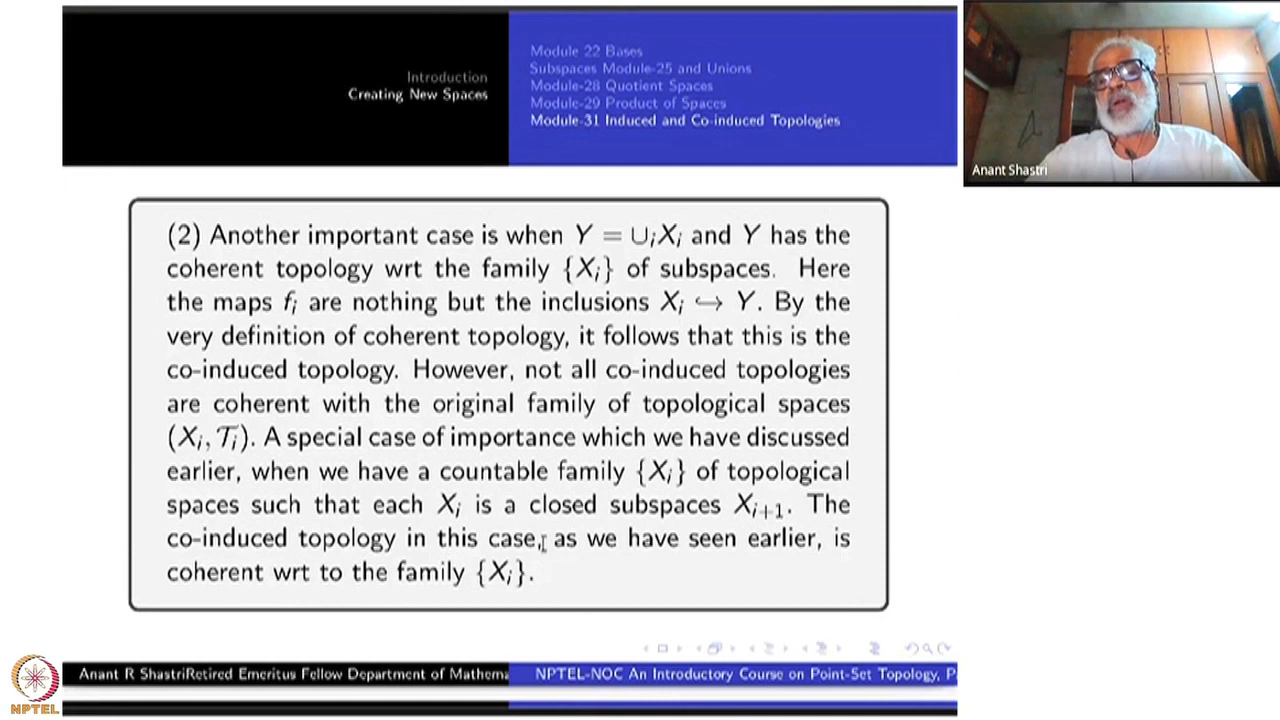 Introduction
Creating New Spaces
Module 22 Bases
Subspaces Module-25 and Unions
Module-28 Quotient Spaces
Module-29 Product of Spaces
Module-31 Induced and Co-induced Topologies
Anant Shastri
(2) Another important case is when Y = ∪ᵢXᵢ and Y has the
coherent topology wrt the family {Xᵢ} of subspaces. Here
the maps fᵢ are nothing but the inclusions Xᵢ ↪ Y. By the
very definition of coherent topology, it follows that this is the
co-induced topology. However, not all co-induced topologies
are coherent with the original family of topological spaces
(Xᵢ, 𝒯ᵢ). A special case of importance which we have discussed
earlier, when we have a countable family {Xᵢ} of topological
spaces such that each Xᵢ is a closed subspaces Xᵢ₊₁. The
co-induced topology in this case, as we have seen earlier, is
coherent wrt to the family {Xᵢ}.
Anant R ShastriRetired Emeritus Fellow Department of Mathema
NPTEL-NOC An Introductory Course on Point-Set Topology, P
NPTEL